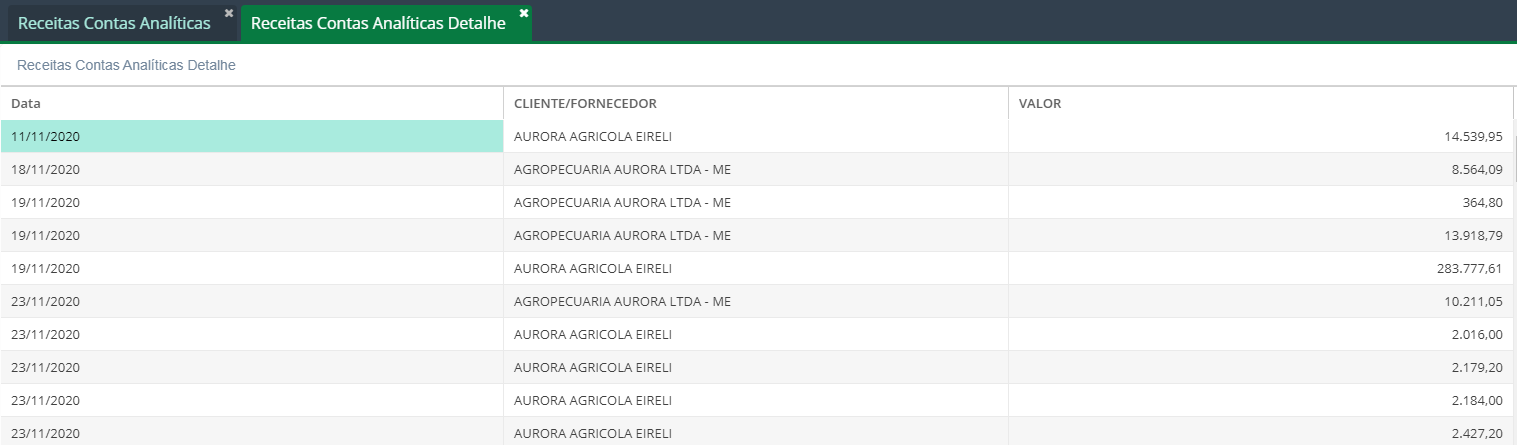 Receitas Contas Analíticas Receitas Contas Analíticas Detalhe
Receitas Contas Analíticas Detalhe
Data CLIENTE/FORNECEDOR VALOR
11/11/2020 AURORA AGRICOLA EIRELI 14.539,95
18/11/2020 AGROPECUARIA AURORA LTDA - ME 8.564,09
19/11/2020 AGROPECUARIA AURORA LTDA - ME 364,80
19/11/2020 AGROPECUARIA AURORA LTDA - ME 13.918,79
19/11/2020 AURORA AGRICOLA EIRELI 283.777,61
23/11/2020 AGROPECUARIA AURORA LTDA - ME 10.211,05
23/11/2020 AURORA AGRICOLA EIRELI 2.016,00
23/11/2020 AURORA AGRICOLA EIRELI 2.179,20
23/11/2020 AURORA AGRICOLA EIRELI 2.184,00
23/11/2020 AURORA AGRICOLA EIRELI 2.427,20